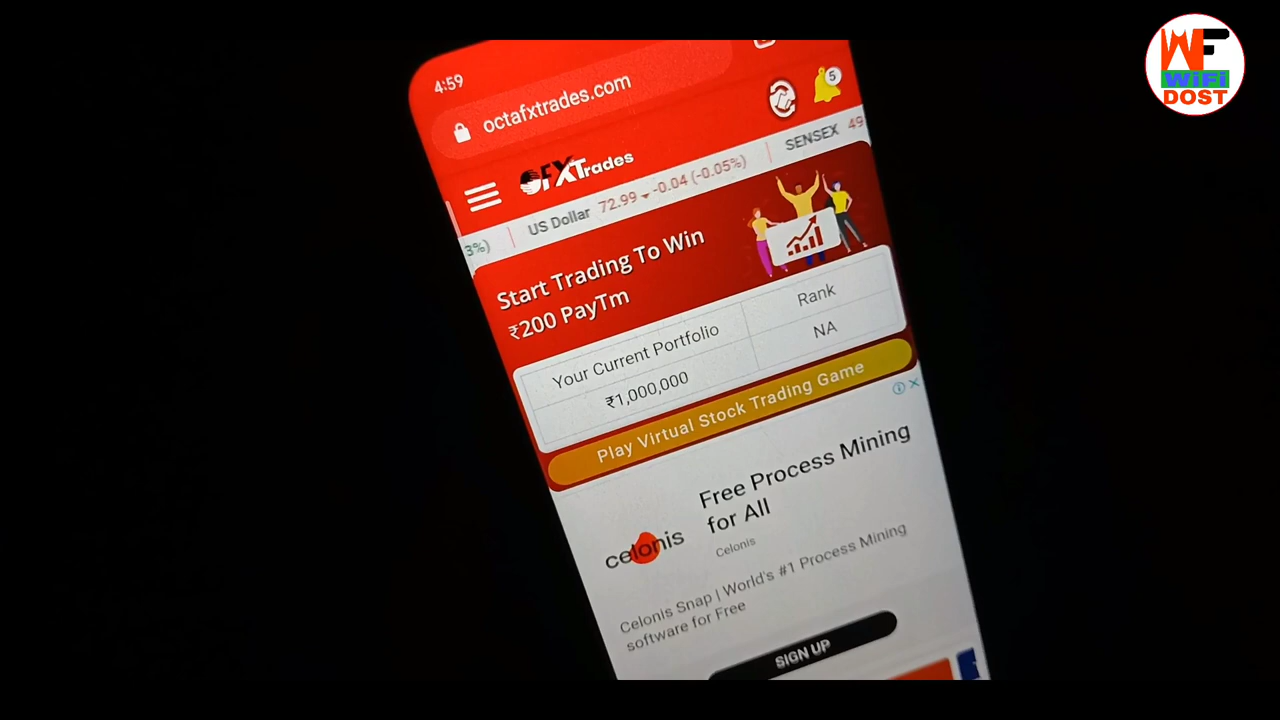 WF
WiFi
DOST
4:59
octafxtrades.com
5
OFXTrades
3%)
US Dollar 72.99 -0.04 (-0.05%)
SENSEX 49
Start Trading To Win
₹200 PayTm
Your Current Portfolio
Rank
₹1,000,000
NA
Play Virtual Stock Trading Game
Free Process Mining
for All
celonis
Celonis
Celonis Snap | World's #1 Process Mining
software for Free
SIGN UP